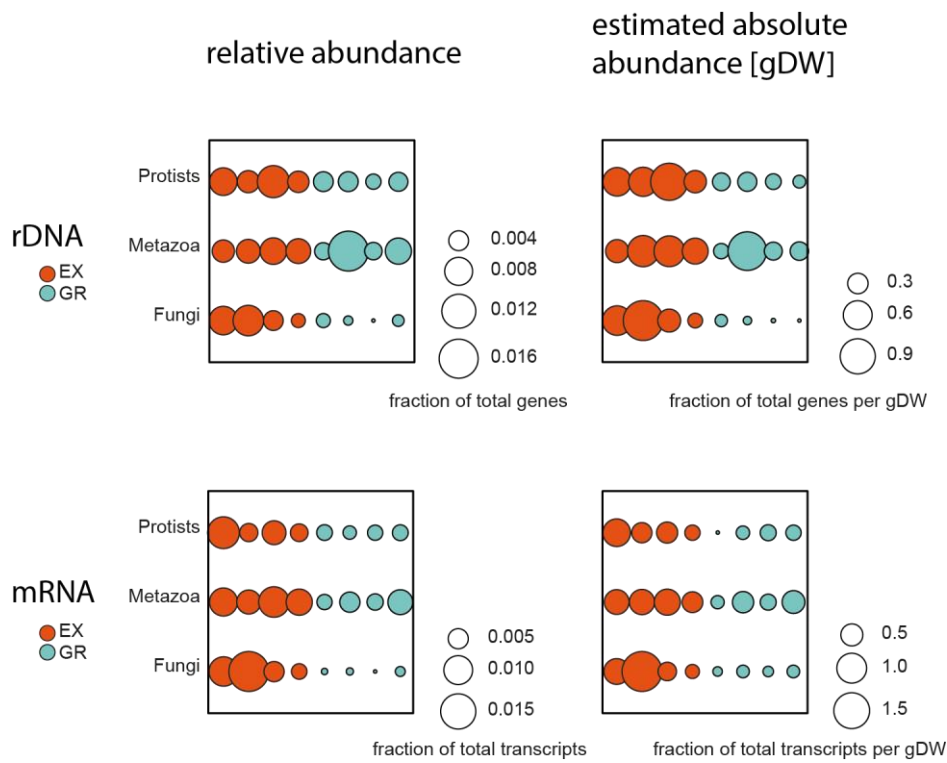 relative abundance
estimated absolute
abundance [gDW]
rDNA
EX
GR
Protists
Metazoa
Fungi
0.004
0.008
0.012
0.016
fraction of total genes
0.3
0.6
0.9
fraction of total genes per gDW
mRNA
EX
GR
Protists
Metazoa
Fungi
0.005
0.010
0.015
fraction of total transcripts
0.5
1.0
1.5
fraction of total transcripts per gDW